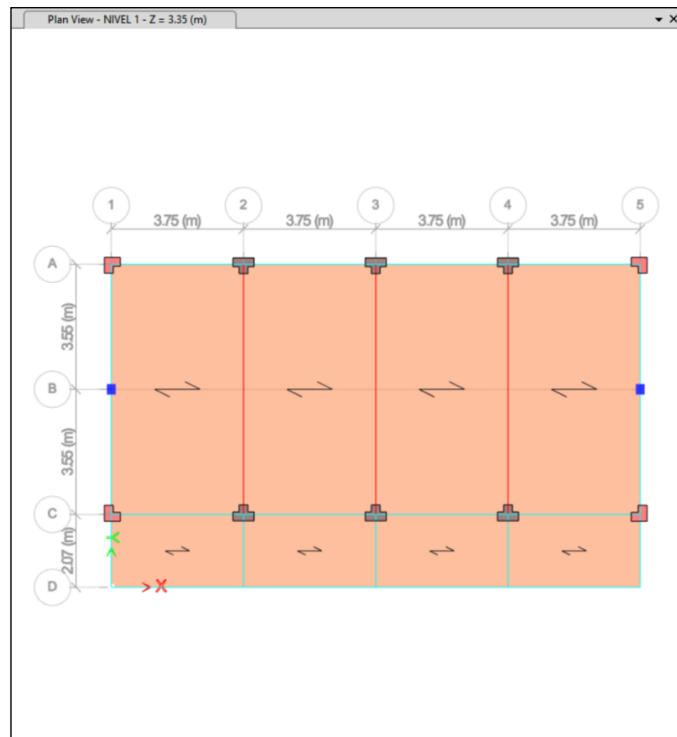 Plan View - NIVEL 1 - Z = 3.35 (m)
1 2 3 4 5
3.75 (m) 3.75 (m) 3.75 (m) 3.75 (m)
A
3.55 (m)
B
3.55 (m)
C
2.07 (m)
Y
D
X